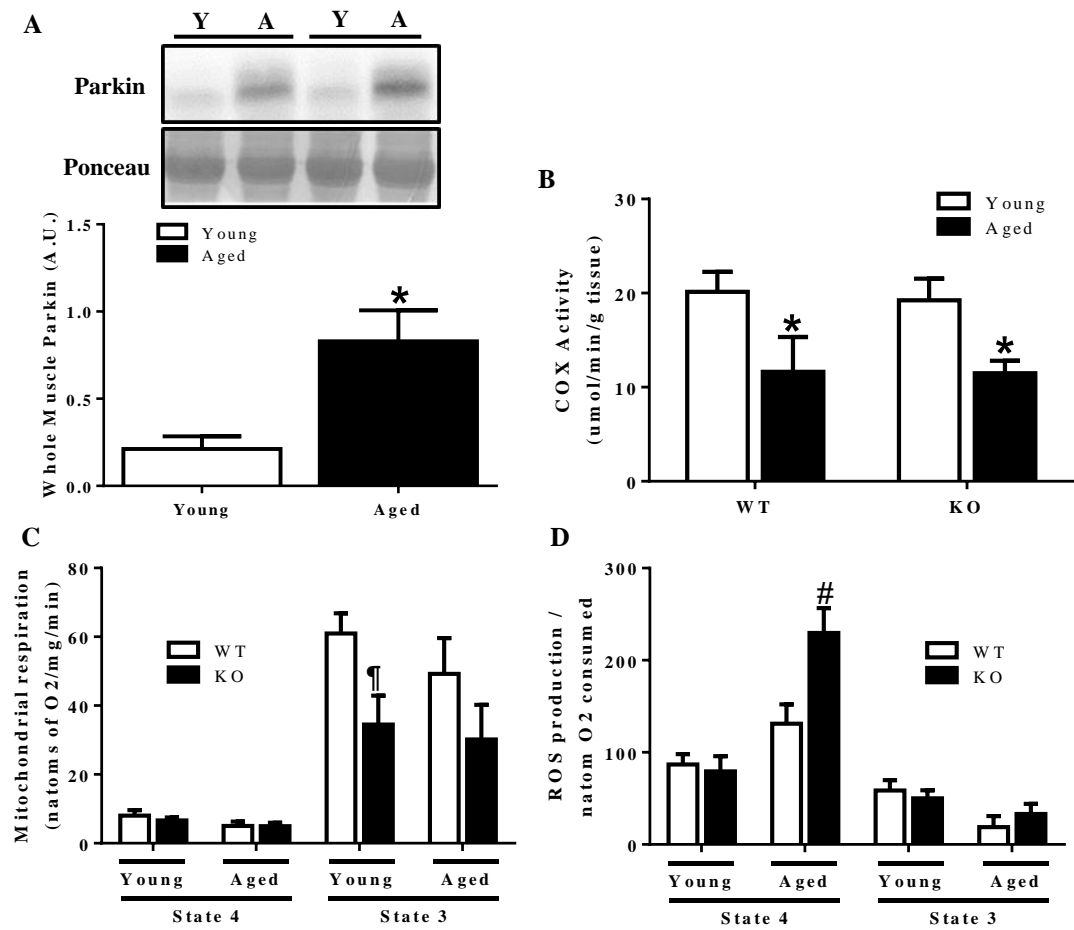 A
Y A Y A
Parkin
Ponceau
Whole Muscle Parkin (A.U.)
1.5
1.0
0.5
0.0
Young
Aged
*
Young Aged
B
COX Activity
(umol/min/g tissue)
30
20
10
0
Young
Aged
*
*
WT KO
C
Mitochondrial respiration
(natoms of O2/mg/min)
80
60
40
20
0
WT
KO
¶
Young Aged Young Aged
State 4 State 3
D
ROS production /
natom O2 consumed
300
200
100
0
WT
KO
#
Young Aged Young Aged
State 4 State 3